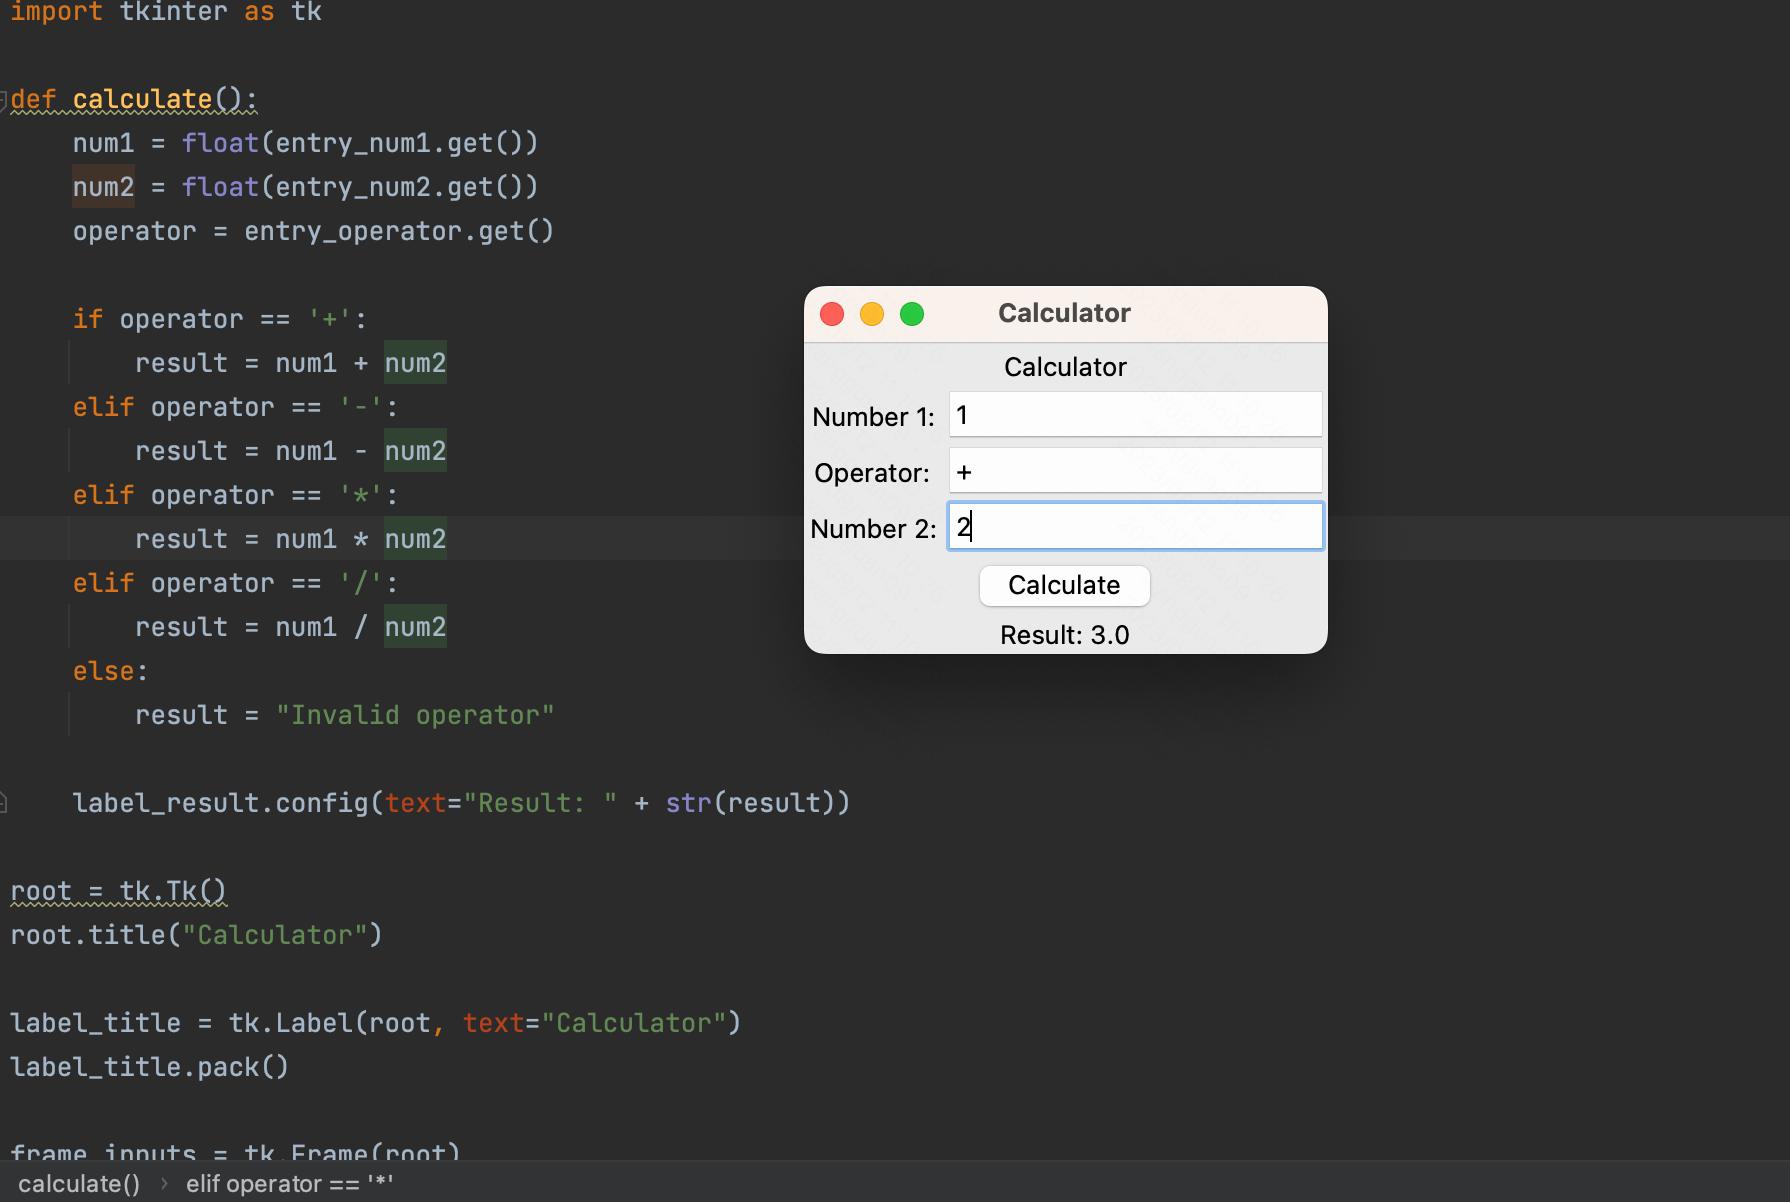 import tkinter as tk
def calculate():
num1 = float(entry_num1.get())
num2 = float(entry_num2.get())
operator = entry_operator.get()
if operator == '+':
result = num1 + num2
elif operator == '-':
result = num1 - num2
elif operator == '*':
result = num1 * num2
elif operator == '/':
result = num1 / num2
else:
result = "Invalid operator"
label_result.config(text="Result: " + str(result))
root = tk.Tk()
root.title("Calculator")
label_title = tk.Label(root, text="Calculator")
label_title.pack()
frame_inputs = tk.Frame(root)
calculate() › elif operator == '*'
Calculator
Calculator
Number 1: 1
Operator: +
Number 2: 2
Calculate
Result: 3.0